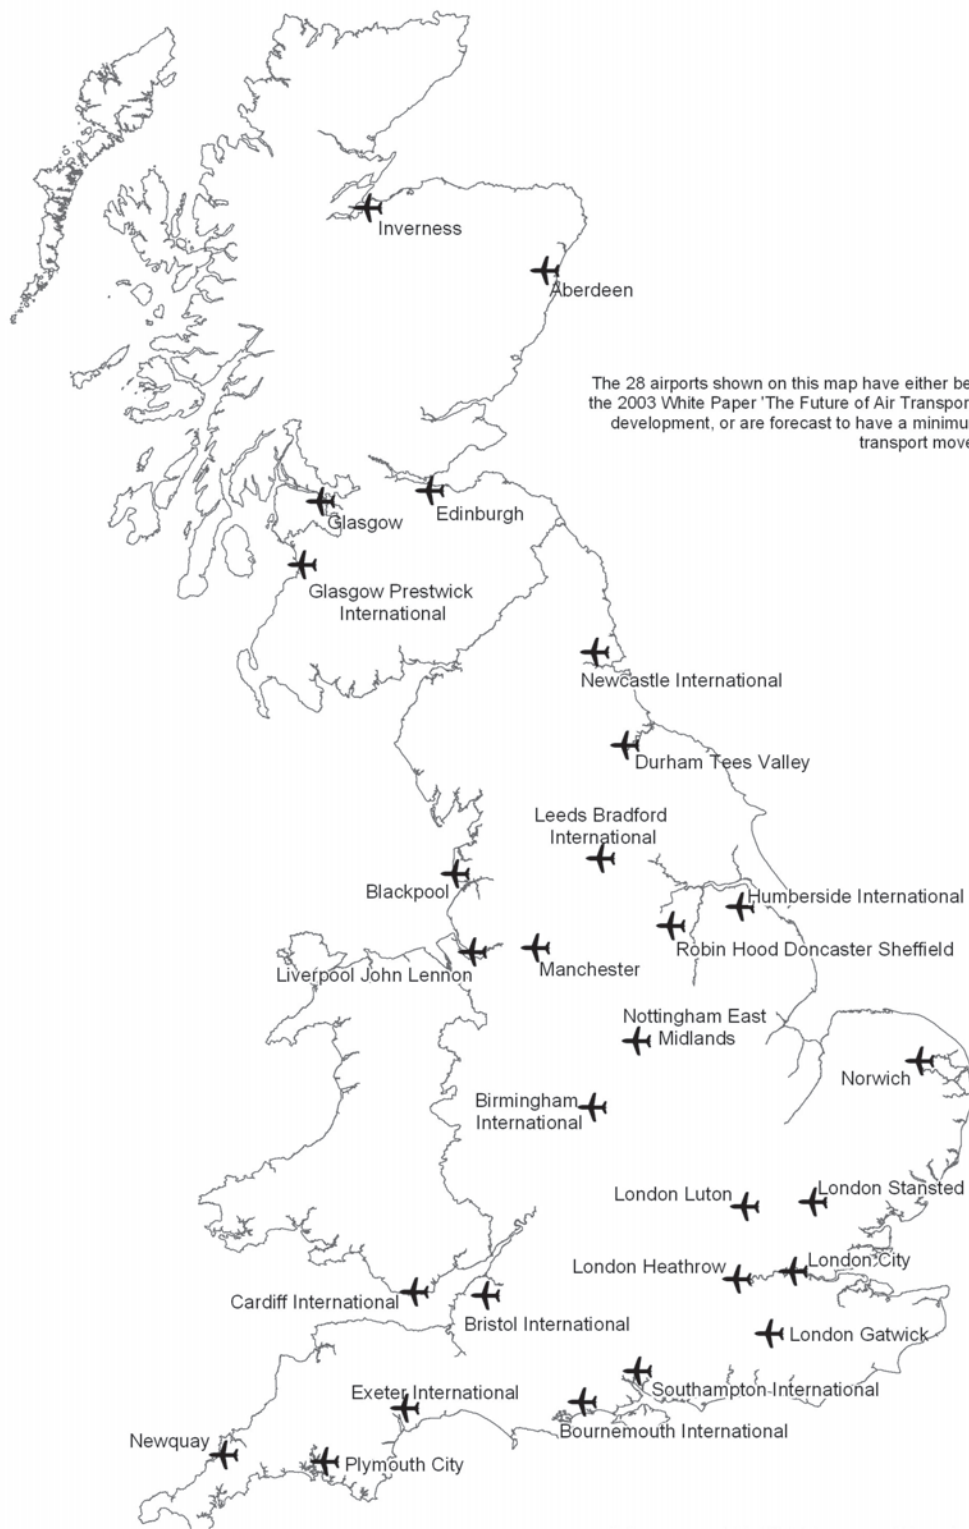 Inverness
Aberdeen
The 28 airports shown on this map have either be
the 2003 White Paper 'The Future of Air Transpor
development, or are forecast to have a minimu
transport move
Glasgow
Edinburgh
Glasgow Prestwick
International
Newcastle International
Durham Tees Valley
Leeds Bradford
International
Blackpool
Humberside International
Robin Hood Doncaster Sheffield
Liverpool John Lennon
Manchester
Nottingham East
Midlands
Norwich
Birmingham
International
London Luton
London Stansted
London Heathrow
London City
Cardiff International
Bristol International
London Gatwick
Southampton International
Exeter International
Bournemouth International
Newquay
Plymouth City